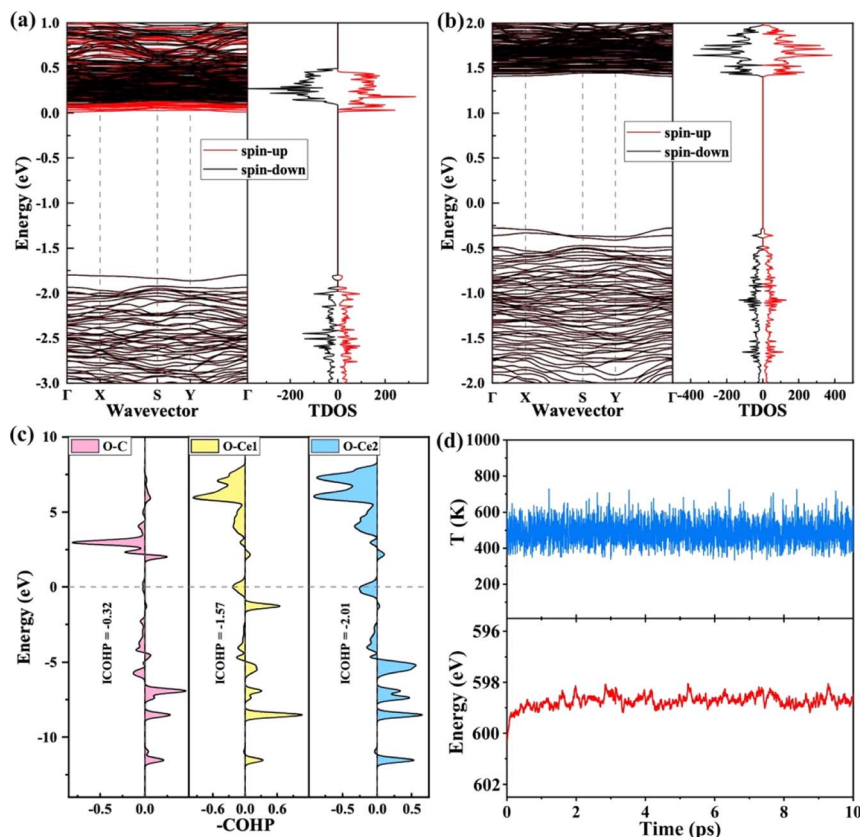 (a)
1.0
0.5
0.0
-0.5
-1.0
-1.5
-2.0
-2.5
-3.0
Energy (eV)
spin-up
spin-down
Γ X S Y Γ
Wavevector
-200 0 200
TDOS
(b)
2.0
1.5
1.0
0.5
0.0
-0.5
-1.0
-1.5
-2.0
Energy (eV)
spin-up
spin-down
Γ X S Y Γ
Wavevector
-400 -200 0 200 400
TDOS
(c)
10
5
0
-5
-10
Energy (eV)
O-C
O-Ce1
O-Ce2
ICOHP = -0.32
ICOHP = -1.57
ICOHP = -2.01
-0.5 0.0
-0.6 0.0 0.6
-0.5 0.0 0.5
-COHP
(d)
1000
800
600
400
200
T (K)
596
598
600
602
Energy (eV)
0 2 4 6 8 10
Time (ps)